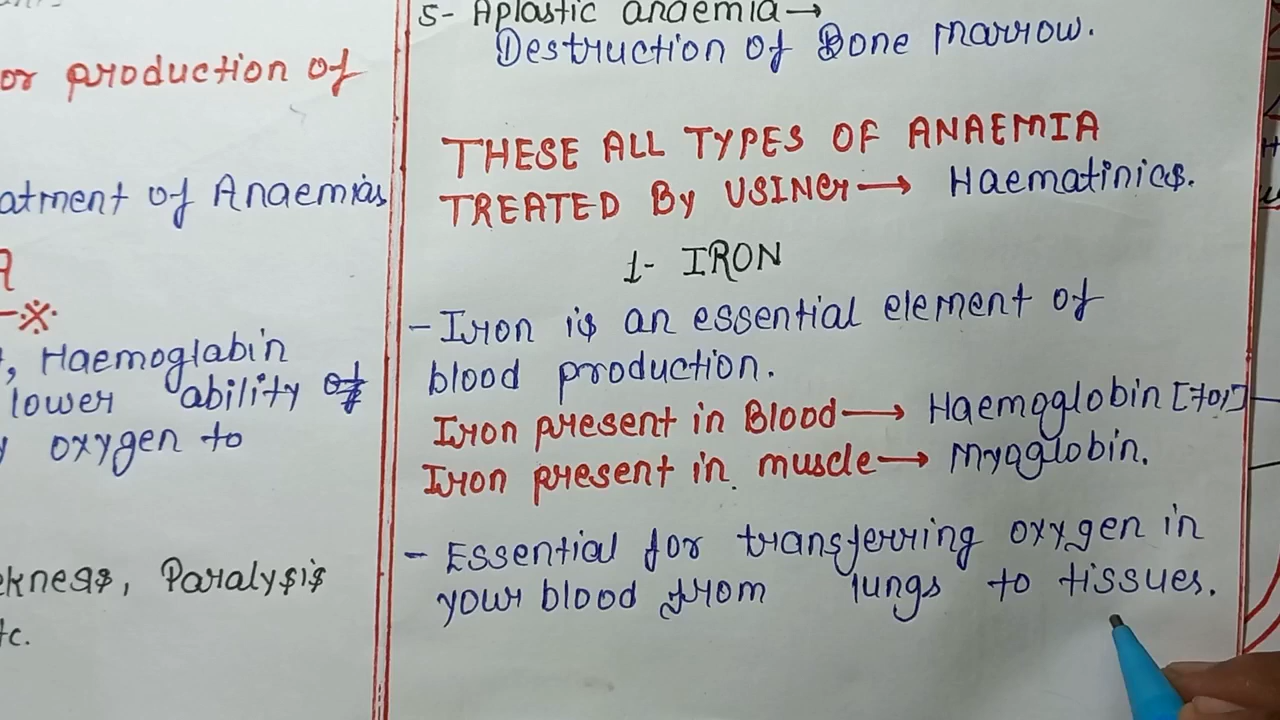 or production of
atment of Anaemias
, Haemoglabin
lower ability of
oxygen to
kness, Paralysis
tc.
5- Aplastic anaemia→
Destruction of Bone marrow.
THESE ALL TYPES OF ANAEMIA
TREATED By USING→ Haematinics.
1- IRON
-Iron is an essential element of
blood production.
Iron present in Blood→ Haemoglobin [70%]
Iron present in muscle→ Myoglobin.
- Essential for transferring oxygen in
your blood from lungs to tissues.